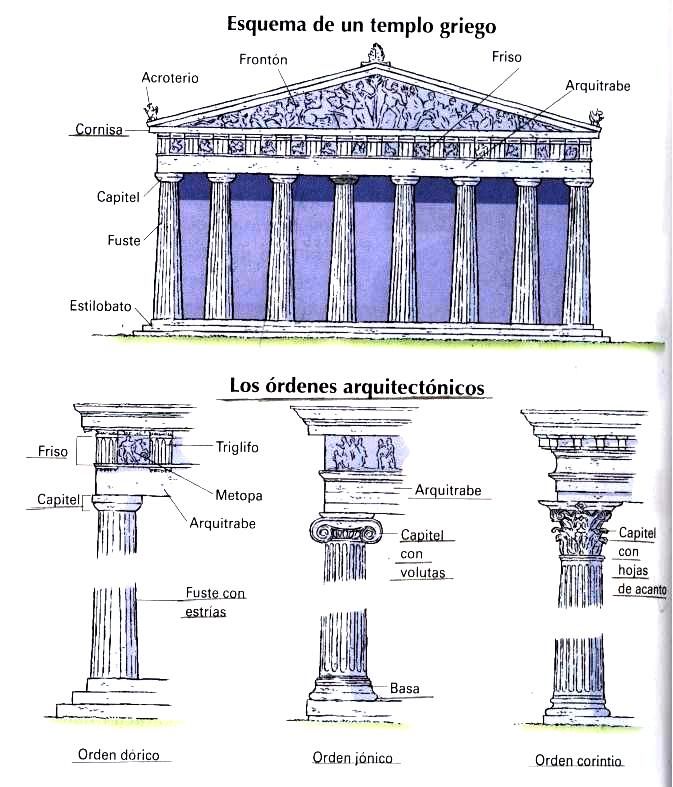 Esquema de un templo griego
Frontón
Friso
Acroterio
Arquitrabe
Cornisa
Capitel
Fuste
Estilobato
Los órdenes arquitectónicos
Friso
Triglifo
Capitel
Metopa
Arquitrabe
Fuste con
estrías
Orden dórico
Arquitrabe
Capitel
con
volutas
Basa
Orden jónico
Capitel
con
hojas
de acanto
Orden corintio